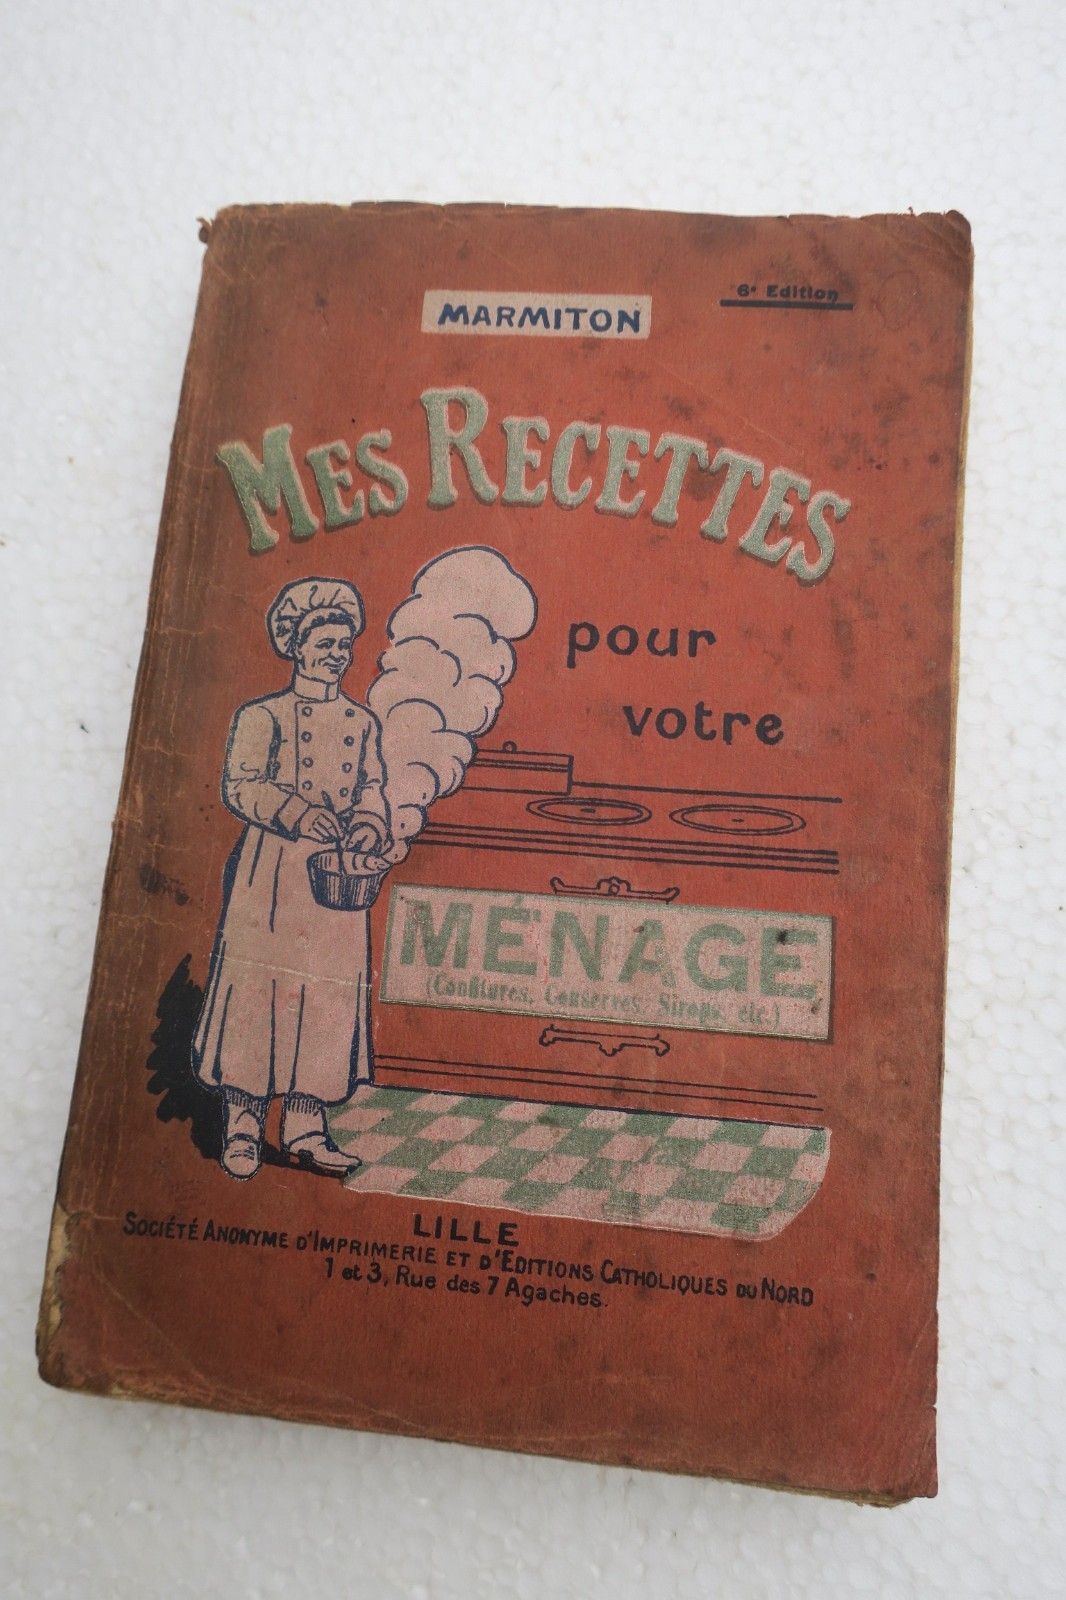 6e Edition
MARMITON
MES RECETTES
pour
votre
MÉNAGE
(Confitures, Conserves, Sirops, etc.)
LILLE
SOCIÉTÉ ANONYME D'IMPRIMERIE ET D'EDITIONS CATHOLIQUES DU NORD
1 et 3, Rue des 7 Agaches.